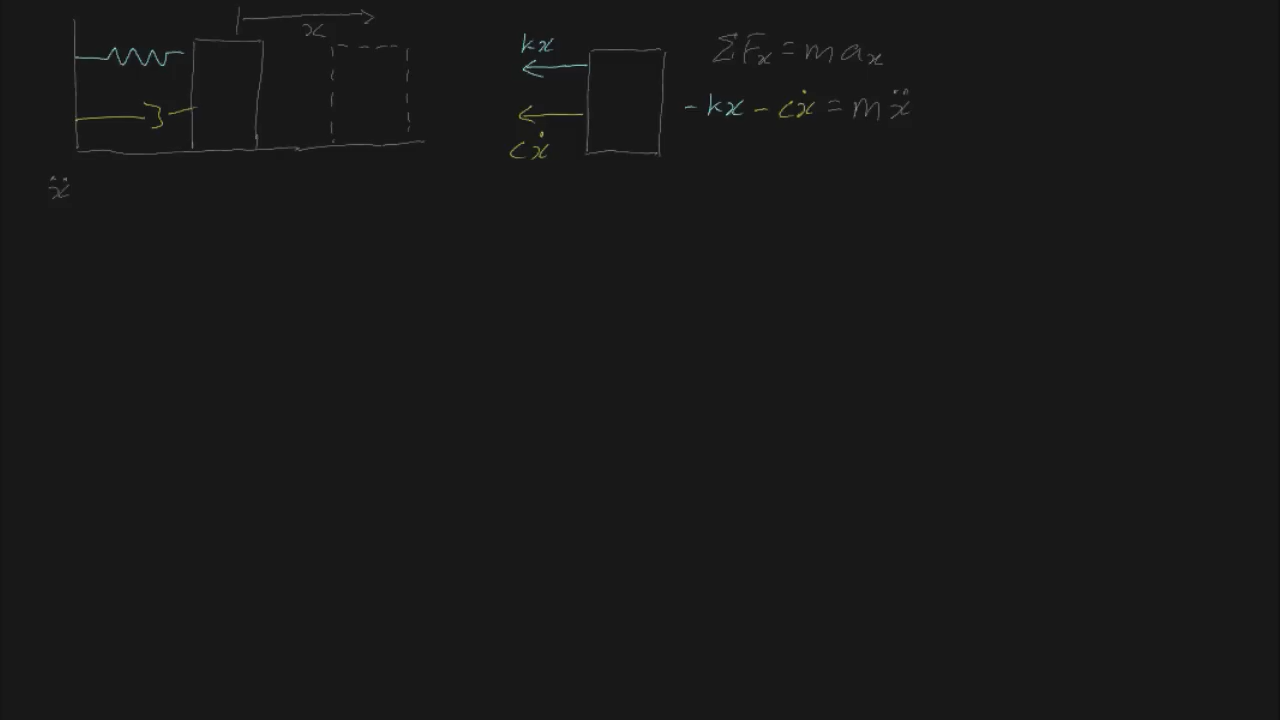 x
kx
cẋ
ΣFₓ = maₓ
-kx - cẋ = mẍ
ẍ